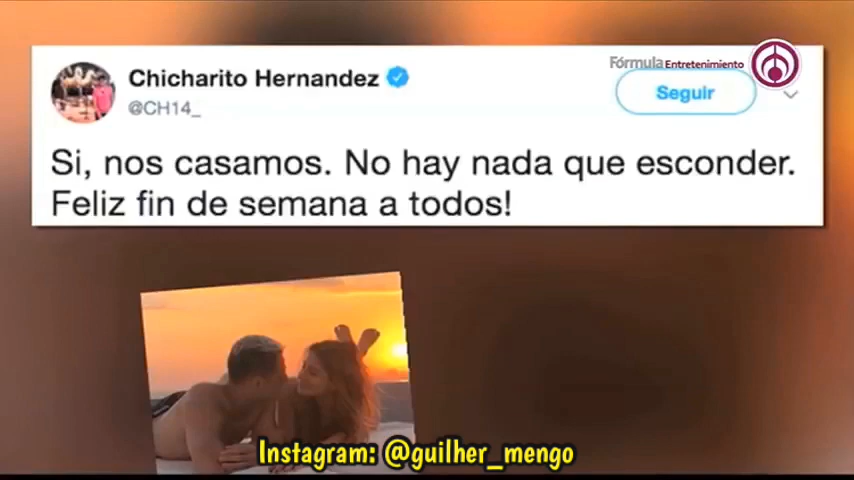 Fórmula Entretenimiento
Chicharito Hernandez
@CH14_
Seguir
Si, nos casamos. No hay nada que esconder.
Feliz fin de semana a todos!
Instagram: @guilher_mengo